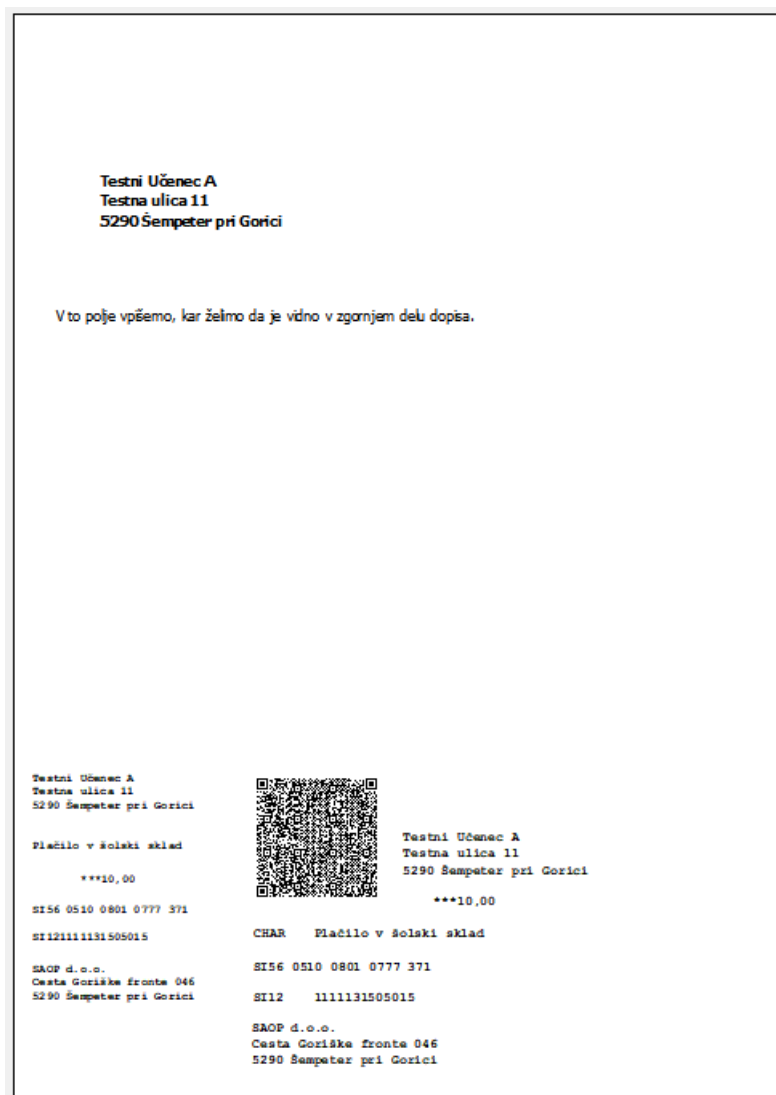 Testni Učenec A
Testna ulica 11
5290 Šempeter pri Gorici
V to polje vpišemo, kar želimo da je vidno v zgornjem delu dopisa.
Testni Učenec A
Testna ulica 11
5290 Šempeter pri Gorici
Plačilo v šolski sklad
***10,00
SI56 0510 0801 0777 371
SI121111131505015
SAOP d.o.o.
Cesta Goriške fronte 046
5290 Šempeter pri Gorici
Testni Učenec A
Testna ulica 11
5290 Šempeter pri Gorici
***10,00
CHAR Plačilo v šolski sklad
SI56 0510 0801 0777 371
SI12 1111131505015
SAOP d.o.o.
Cesta Goriške fronte 046
5290 Šempeter pri Gorici